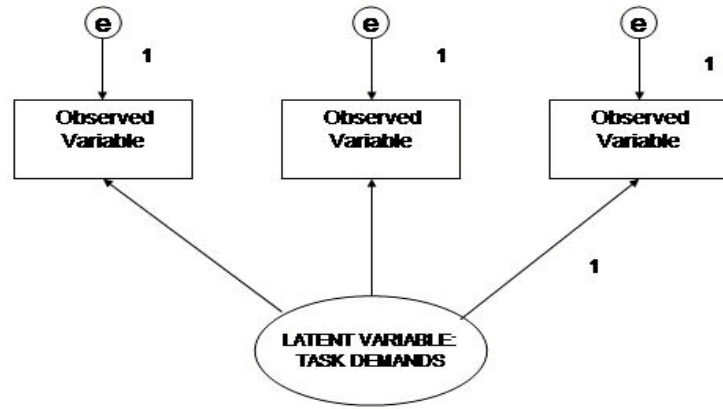 e
e
e
1
1
1
Observed
Variable
Observed
Variable
Observed
Variable
1
LATENT VARIABLE:
TASK DEMANDS